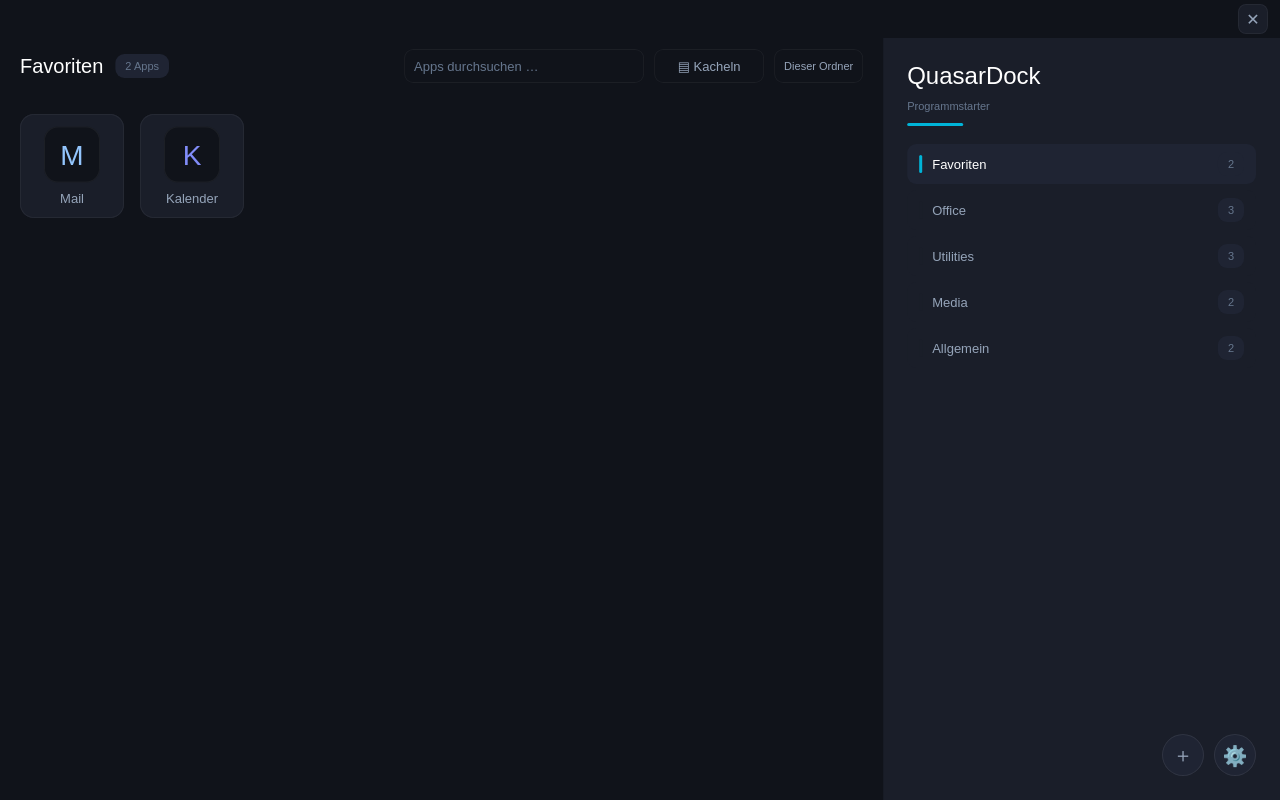 ✕
Favoriten
2 Apps
Apps durchsuchen …
▤ Kacheln
Dieser Ordner
M
Mail
K
Kalender
QuasarDock
Programmstarter
Favoriten 2
Office 3
Utilities 3
Media 2
Allgemein 2
+